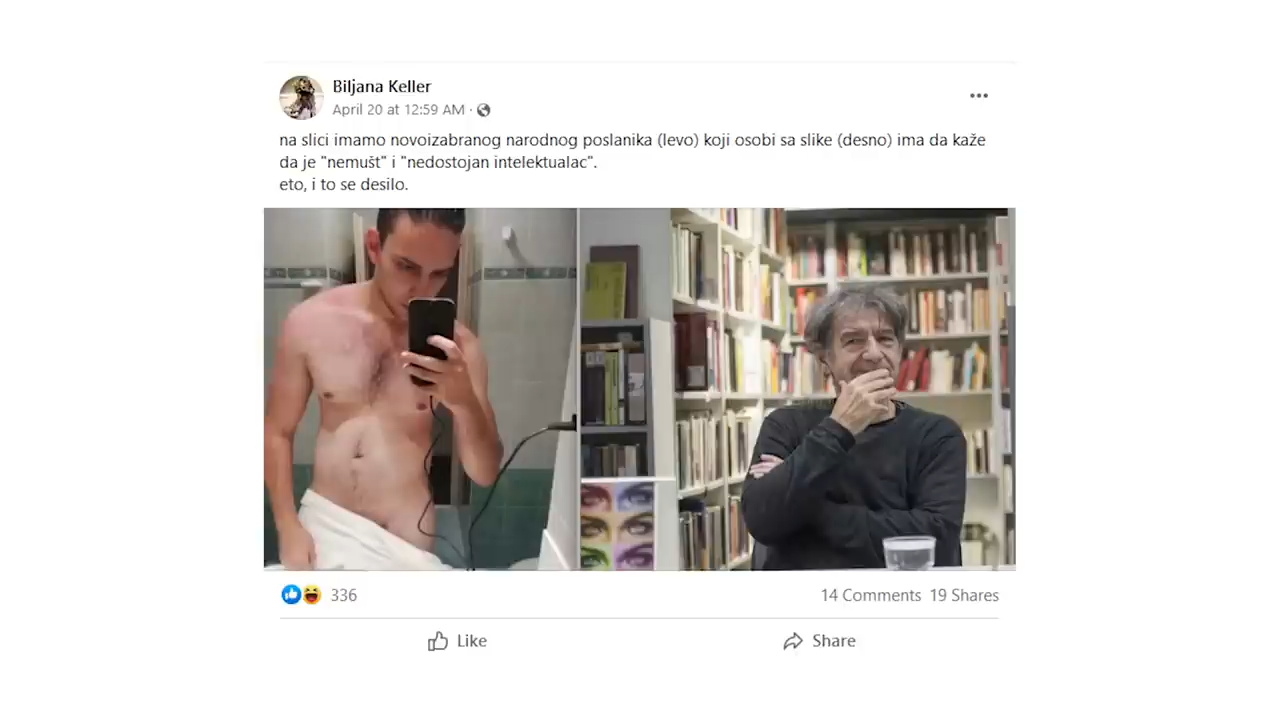 Biljana Keller
April 20 at 12:59 AM ·
na slici imamo novoizabranog narodnog poslanika (levo) koji osobi sa slike (desno) ima da kaže
da je "nemušt" i "nedostojan intelektualac".
eto, i to se desilo.
336
14 Comments 19 Shares
Like
Share